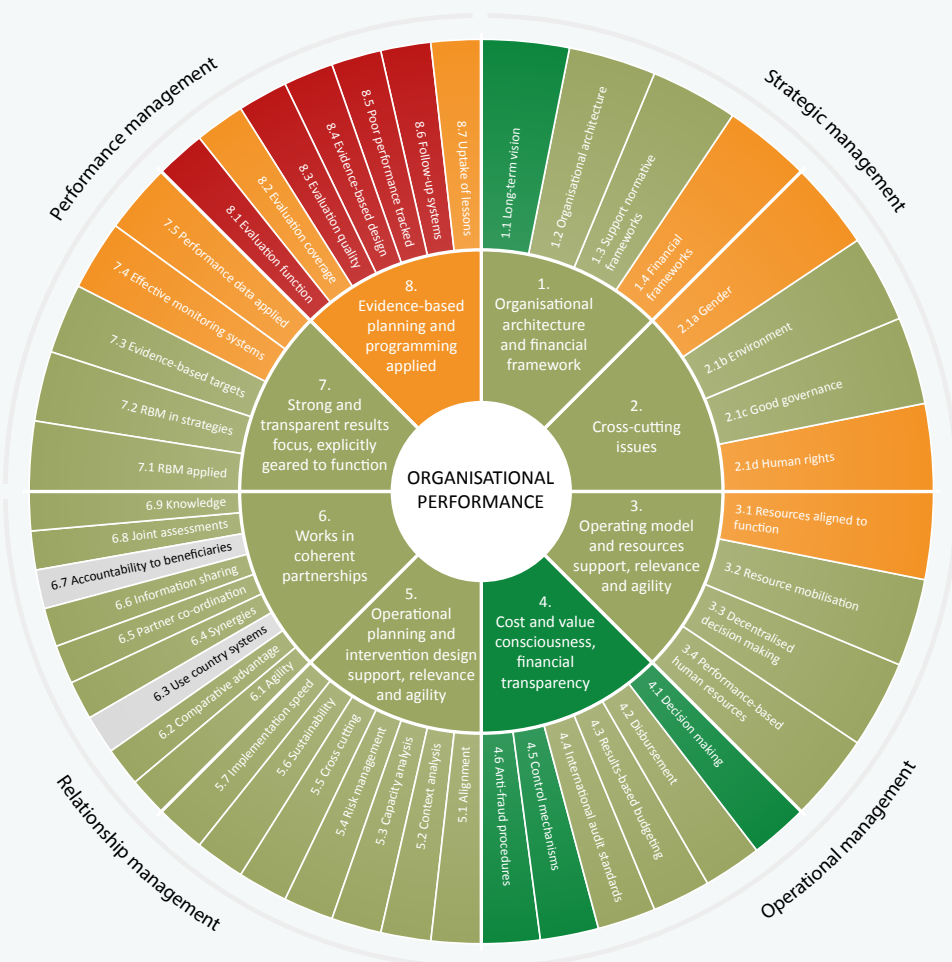 Performance management
Strategic management
Operational management
Relationship management
ORGANISATIONAL
PERFORMANCE
1.
Organisational
architecture
and financial
framework
1.1 Long-term vision
1.2 Organisational architecture
1.3 Support normative
frameworks
1.4 Financial
frameworks
2.
Cross-cutting
issues
2.1a Gender
2.1b Environment
2.1c Good governance
2.1d Human rights
3.
Operating model
and resources
support, relevance
and agility
3.1 Resources aligned to
function
3.2 Resource mobilisation
3.3 Decentralised
decision making
3.4 Performance-based
human resources
4.
Cost and value
consciousness,
financial
transparency
4.1 Decision making
4.2 Disbursement
4.3 Results-based budgeting
4.4 International audit standards
4.5 Control mechanisms
4.6 Anti-fraud procedures
5.
Operational
planning and
intervention design
support, relevance
and agility
5.1 Alignment
5.2 Context analysis
5.3 Capacity analysis
5.4 Risk management
5.5 Cross cutting
5.6 Sustainability
5.7 Implementation speed
6.
Works in
coherent
partnerships
6.1 Agility
6.2 Comparative advantage
6.3 Use country systems
6.4 Synergies
6.5 Partner co-ordination
6.6 Information sharing
6.7 Accountability to beneficiaries
6.8 Joint assessments
6.9 Knowledge
7.
Strong and
transparent results
focus, explicitly
geared to function
7.1 RBM applied
7.2 RBM in strategies
7.3 Evidence-based targets
7.4 Effective monitoring systems
7.5 Performance data applied
8.
Evidence-based
planning and
programming
applied
8.1 Evaluation function
8.2 Evaluation coverage
8.3 Evaluation quality
8.4 Evidence-based design
8.5 Poor performance tracked
8.6 Follow-up systems
8.7 Uptake of lessons